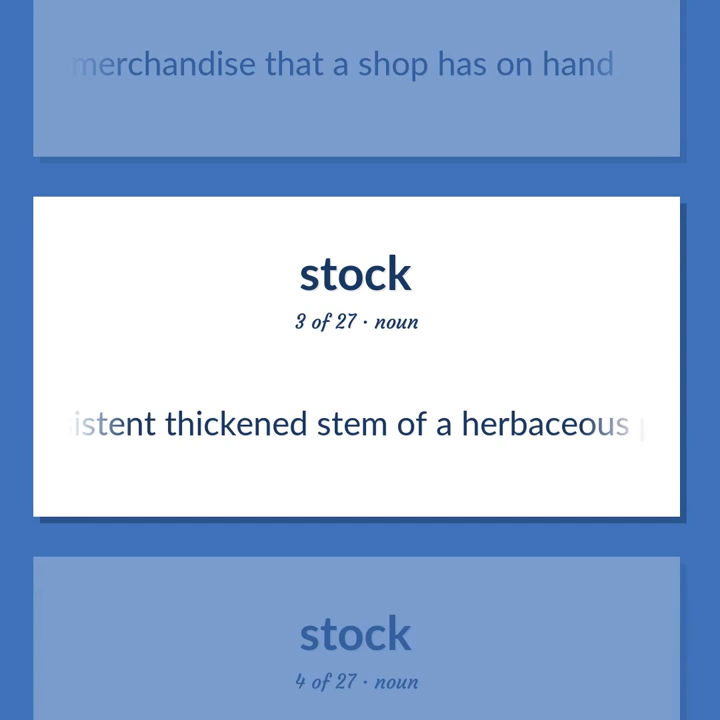 merchandise that a shop has on hand
stock
3 of 27 · noun
istent thickened stem of a herbaceous
stock
4 of 27 · noun